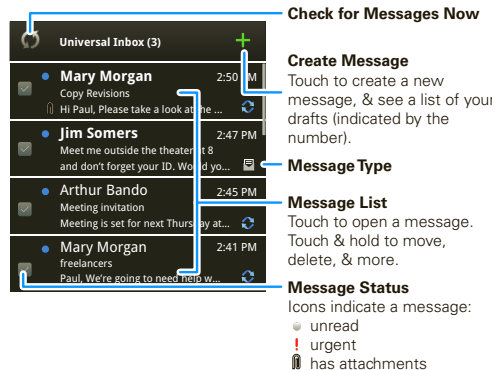 Check for Messages Now
Universal Inbox (3)
Mary Morgan 2:50 PM
Copy Revisions
Hi Paul, Please take a look at the ...
Jim Somers 2:47 PM
Meet me outside the theater at 8
and don't forget your ID. Would yo...
Arthur Bando 2:45 PM
Meeting invitation
Meeting is set for next Thursday at...
Mary Morgan 2:41 PM
freelancers
Paul, We're going to need help w...
Create Message
Touch to create a new
message, & see a list of your
drafts (indicated by the
number).
Message Type
Message List
Touch to open a message.
Touch & hold to move,
delete, & more.
Message Status
Icons indicate a message:
unread
urgent
has attachments